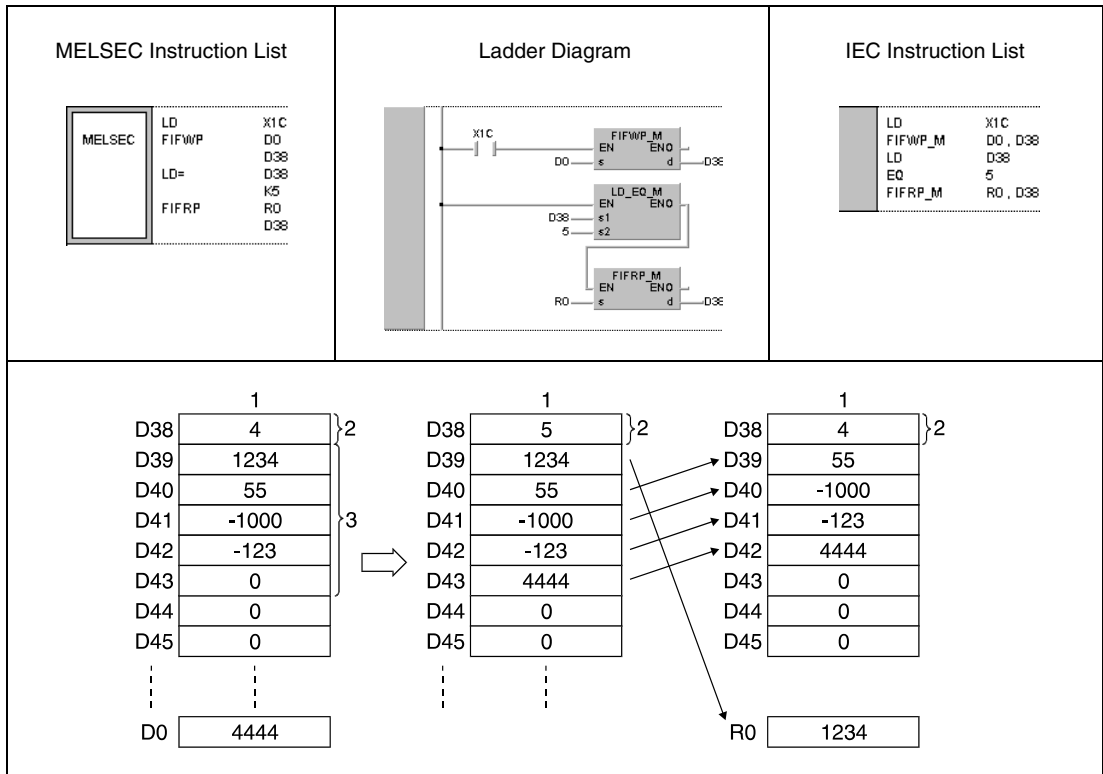 MELSEC Instruction List
MELSEC
LD X1C
FIFWP D0
D38
LD= D38
K5
FIFRP R0
D38
Ladder Diagram
X1C
FIFWP_M
EN ENO
D0 s d D38
LD_EQ_M
EN ENO
D38 s1
5 s2
FIFRP_M
EN ENO
R0 s d D38
IEC Instruction List
LD X1C
FIFWP_M D0 , D38
LD D38
EQ 5
FIFRP_M R0 , D38
1 1 1
D38 4 }2 D38 5 }2 D38 4 }2
D39 1234 D39 1234 D39 55
D40 55 D40 55 D40 -1000
D41 -1000 }3 D41 -1000 D41 -123
D42 -123 D42 -123 D42 4444
D43 0 D43 4444 D43 0
D44 0 D44 0 D44 0
D45 0 D45 0 D45 0
D0 4444 R0 1234